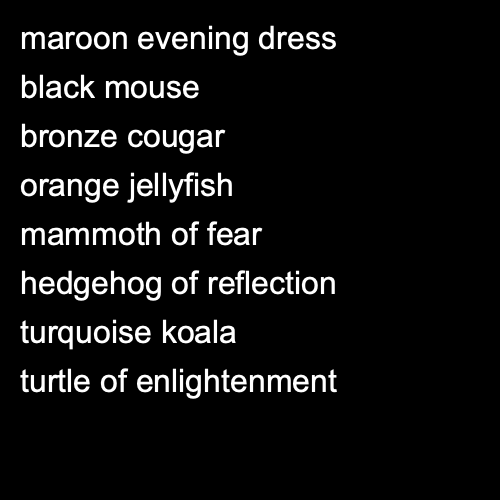 maroon evening dress
black mouse
bronze cougar
orange jellyfish
mammoth of fear
hedgehog of reflection
turquoise koala
turtle of enlightenment